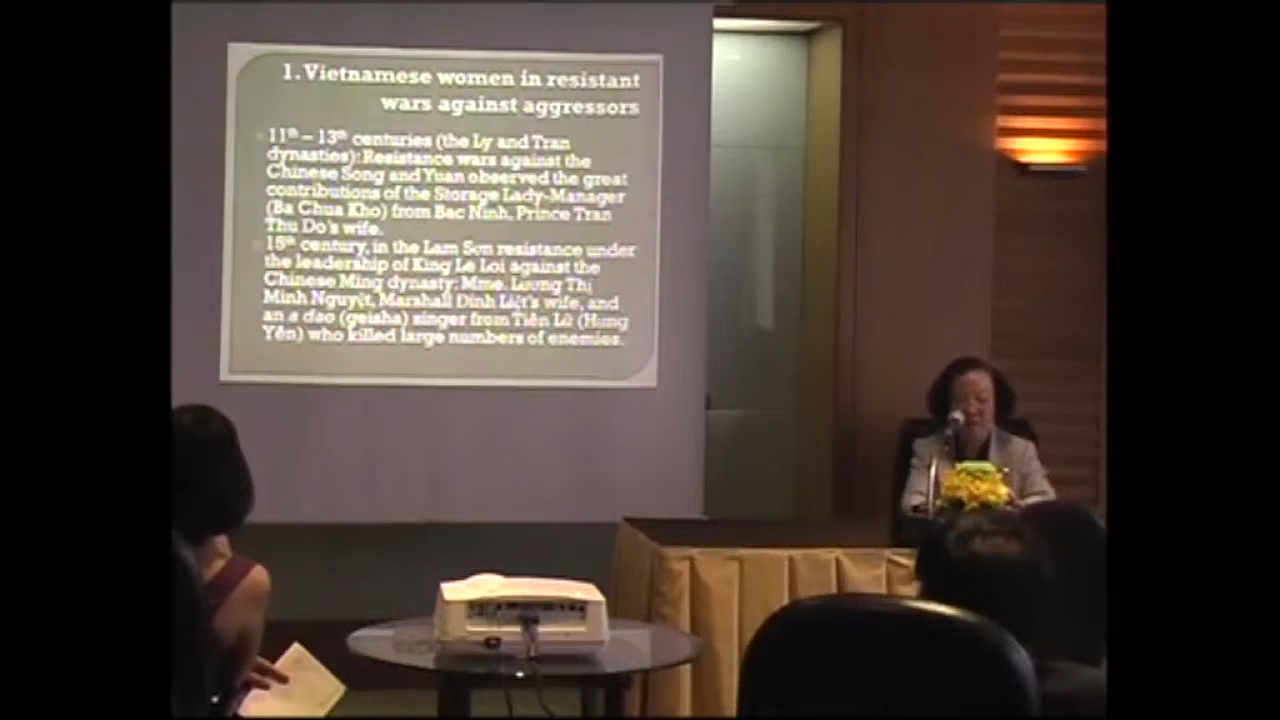 1. Vietnamese women in resistant
wars against aggressors
11th – 13th centuries (the Ly and Tran
dynasties): Resistance wars against the
Chinese Song and Yuan observed the great
contributions of the Storage Lady-Manager
(Ba Chua Kho) from Bac Ninh, Prince Tran
Thu Do's wife.
15th century, in the Lam Son resistance under
the leadership of King Le Loi against the
Chinese Ming dynasty: Mme. Lương Thị
Minh Nguyệt, Marshall Đinh Liệt's wife, and
an a dao (geisha) singer from Tiên Lữ (Hưng
Yên) who killed large numbers of enemies.